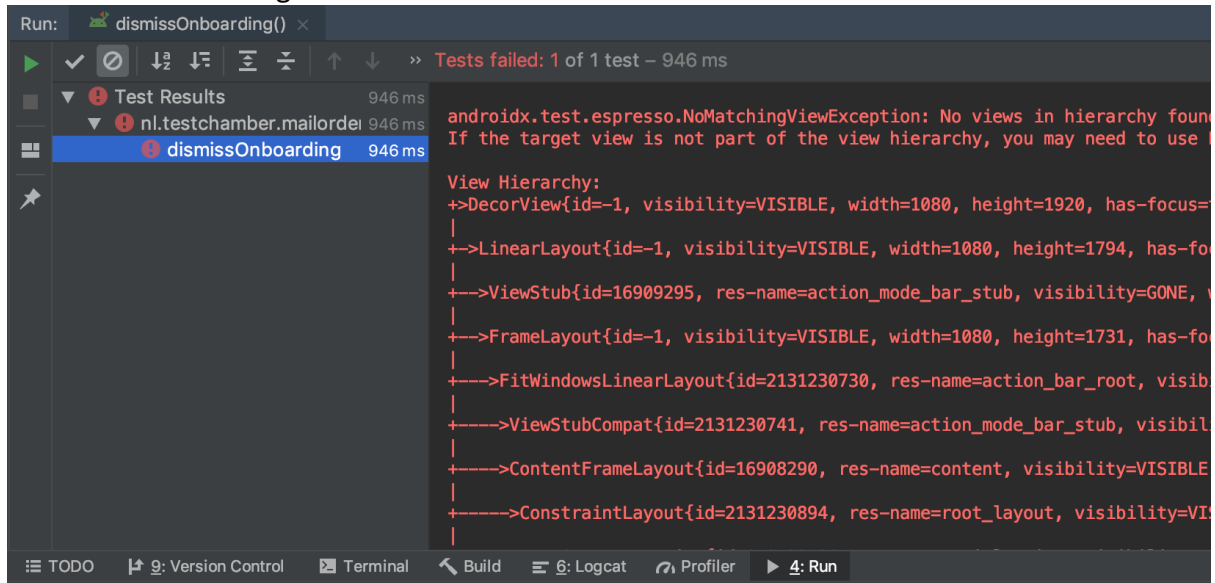 Run: dismissOnboarding() ×
» Tests failed: 1 of 1 test – 946 ms
Test Results 946 ms
nl.testchamber.mailorder 946 ms
dismissOnboarding 946 ms
androidx.test.espresso.NoMatchingViewException: No views in hierarchy found
If the target view is not part of the view hierarchy, you may need to use
View Hierarchy:
+>DecorView{id=-1, visibility=VISIBLE, width=1080, height=1920, has-focus=
|
+->LinearLayout{id=-1, visibility=VISIBLE, width=1080, height=1794, has-fo
|
+-->ViewStub{id=16909295, res-name=action_mode_bar_stub, visibility=GONE,
|
+-->FrameLayout{id=-1, visibility=VISIBLE, width=1080, height=1731, has-fo
|
+--->FitWindowsLinearLayout{id=2131230730, res-name=action_bar_root, visib
|
+---->ViewStubCompat{id=2131230741, res-name=action_mode_bar_stub, visibil
|
+---->ContentFrameLayout{id=16908290, res-name=content, visibility=VISIBLE
|
+----->ConstraintLayout{id=2131230894, res-name=root_layout, visibility=VI
|
TODO 9: Version Control Terminal Build 6: Logcat Profiler 4: Run